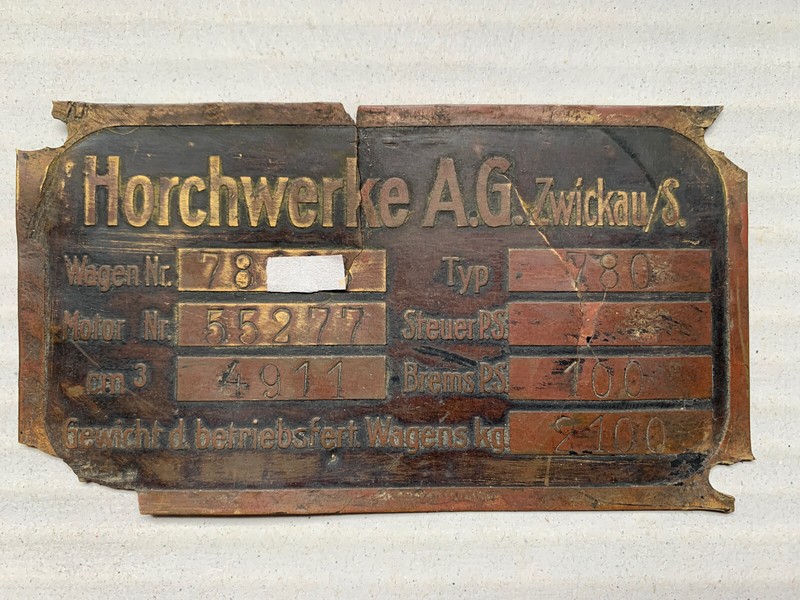 Horchwerke A.G. Zwickau/S.
Wagen Nr. 78 Typ 780
Motor Nr. 55277 Steuer PS
cm³ 4911 Brems PS 100
Gewicht d. betriebsfert. Wagens kg 2100